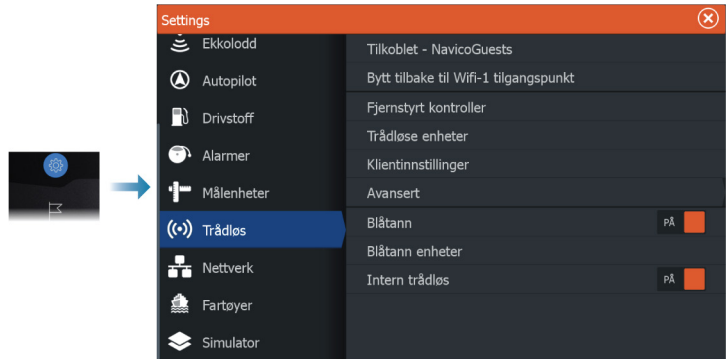 Settings
Ekkolodd
Autopilot
Drivstoff
Alarmer
Målenheter
Trådløs
Nettverk
Fartøyer
Simulator
Tilkoblet - NavicoGuests
Bytt tilbake til Wifi-1 tilgangspunkt
Fjernstyrt kontroller
Trådløse enheter
Klientinnstillinger
Avansert
Blåtann PÅ
Blåtann enheter
Intern trådløs PÅ